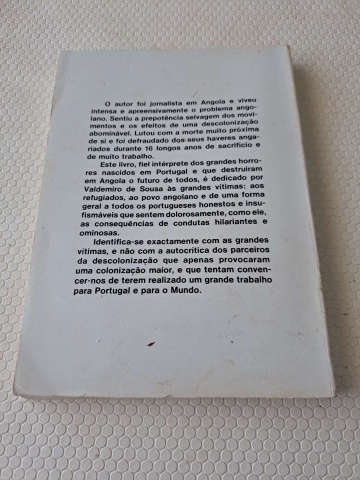 O autor foi jornalista em Angola e viveu
intensa e apreensivamente o problema ango-
lano. Sentiu a prepotência selvagem dos movi-
mentos e os efeitos de uma descolonização
abominável. Lutou com a morte muito próxima
de si e foi defraudado dos seus haveres anga-
riados durante 16 longos anos de sacrifício e
de muito trabalho.
Este livro, fiel intérprete dos grandes horro-
res nascidos em Portugal e que destruiram
em Angola o futuro de todos, é dedicado por
Valdemiro de Sousa às grandes vítimas: aos
refugiados, ao povo angolano e de uma forma
geral a todos os portugueses honestos e insu-
fismáveis que sentem dolorosamente, como ele,
as consequências de condutas hilariantes e
ominosas.
Identifica-se exactamente com as grandes
vítimas, e não com a autocrítica dos parceiros
da descolonização que apenas provocaram
uma colonização maior, e que tentam conven-
cer-nos de terem realizado um grande trabalho
para Portugal e para o Mundo.